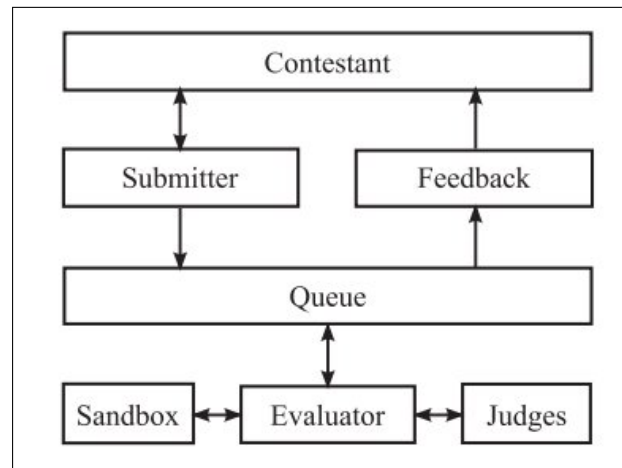 Contestant
Submitter
Feedback
Queue
Sandbox
Evaluator
Judges